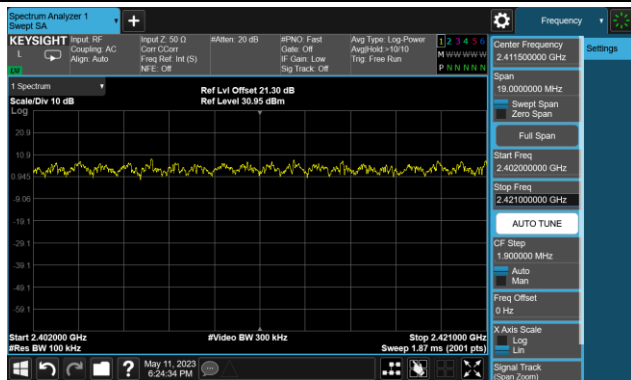 Spectrum Analyzer 1
Swept SA
Frequency
KEYSIGHT
L
Input: RF
Coupling: AC
Align: Auto
Input Z: 50 Ω
Corr CCorr
Freq Ref: Int (S)
NFE: Off
#Atten: 20 dB
#PNO: Fast
Gate: Off
IF Gain: Low
Sig Track: Off
Avg Type: Log-Power
Avg|Hold:>10/10
Trig: Free Run
1 2 3 4 5 6
M W W W W W
P N N N N N
1 Spectrum
Scale/Div 10 dB
Ref Lvl Offset 21.30 dB
Ref Level 30.95 dBm
Log
20.9
10.9
0.945
-9.06
-19.1
-29.1
-39.1
-49.1
-59.1
Start 2.402000 GHz
#Res BW 100 kHz
#Video BW 300 kHz
Stop 2.421000 GHz
Sweep 1.87 ms (2001 pts)
May 11, 2023
6:24:34 PM
Center Frequency
2.411500000 GHz
Span
19.0000000 MHz
Swept Span
Zero Span
Full Span
Start Freq
2.402000000 GHz
Stop Freq
2.421000000 GHz
AUTO TUNE
CF Step
1.900000 MHz
Auto
Man
Freq Offset
0 Hz
X Axis Scale
Log
Lin
Signal Track
(Span Zoom)
Settings